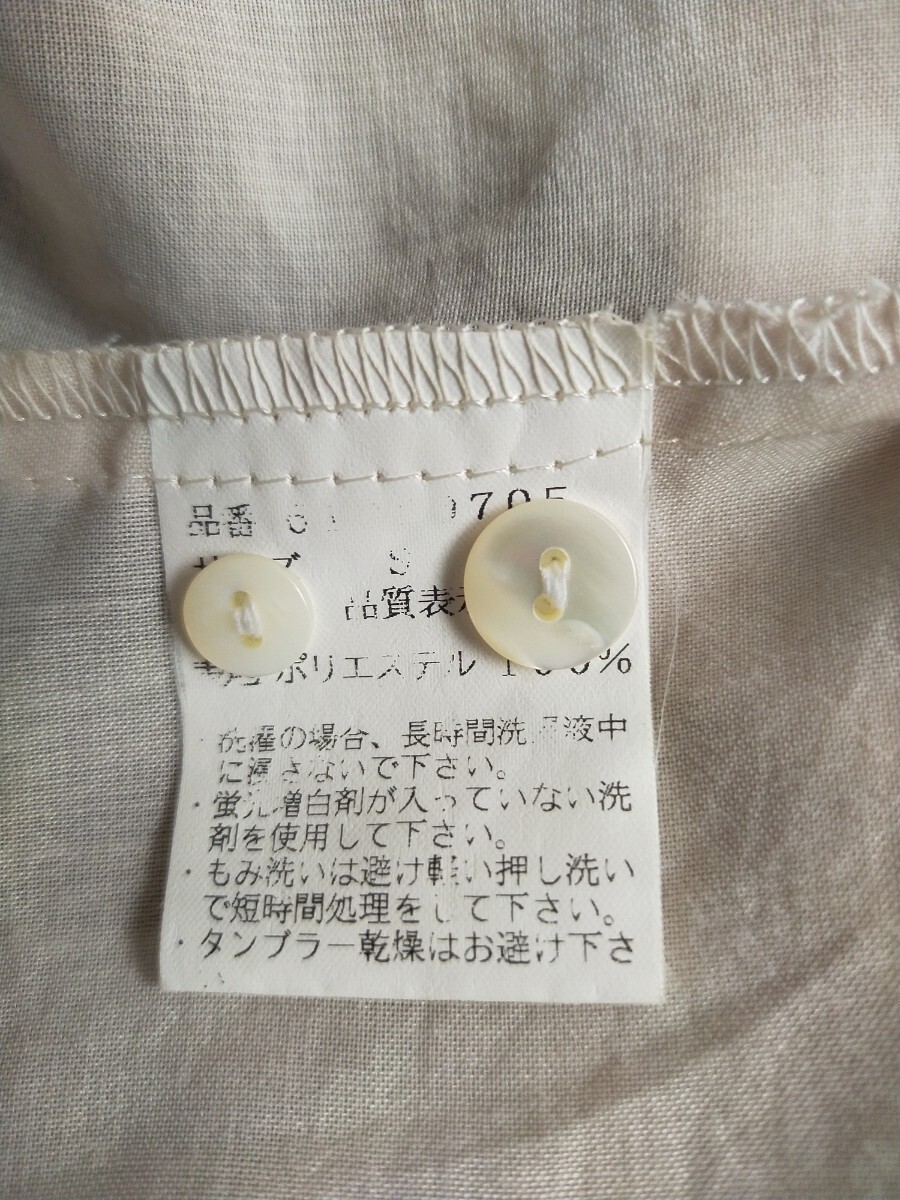 品番
S
品質表
ポリエステル 100%
洗濯の場合、長時間洗濯液中
に浸さないで下さい。
・蛍光増白剤が入っていない洗
剤を使用して下さい。
・もみ洗いは避け軽い押し洗い
で短時間処理をして下さい。
・タンブラー乾燥はお避け下さ